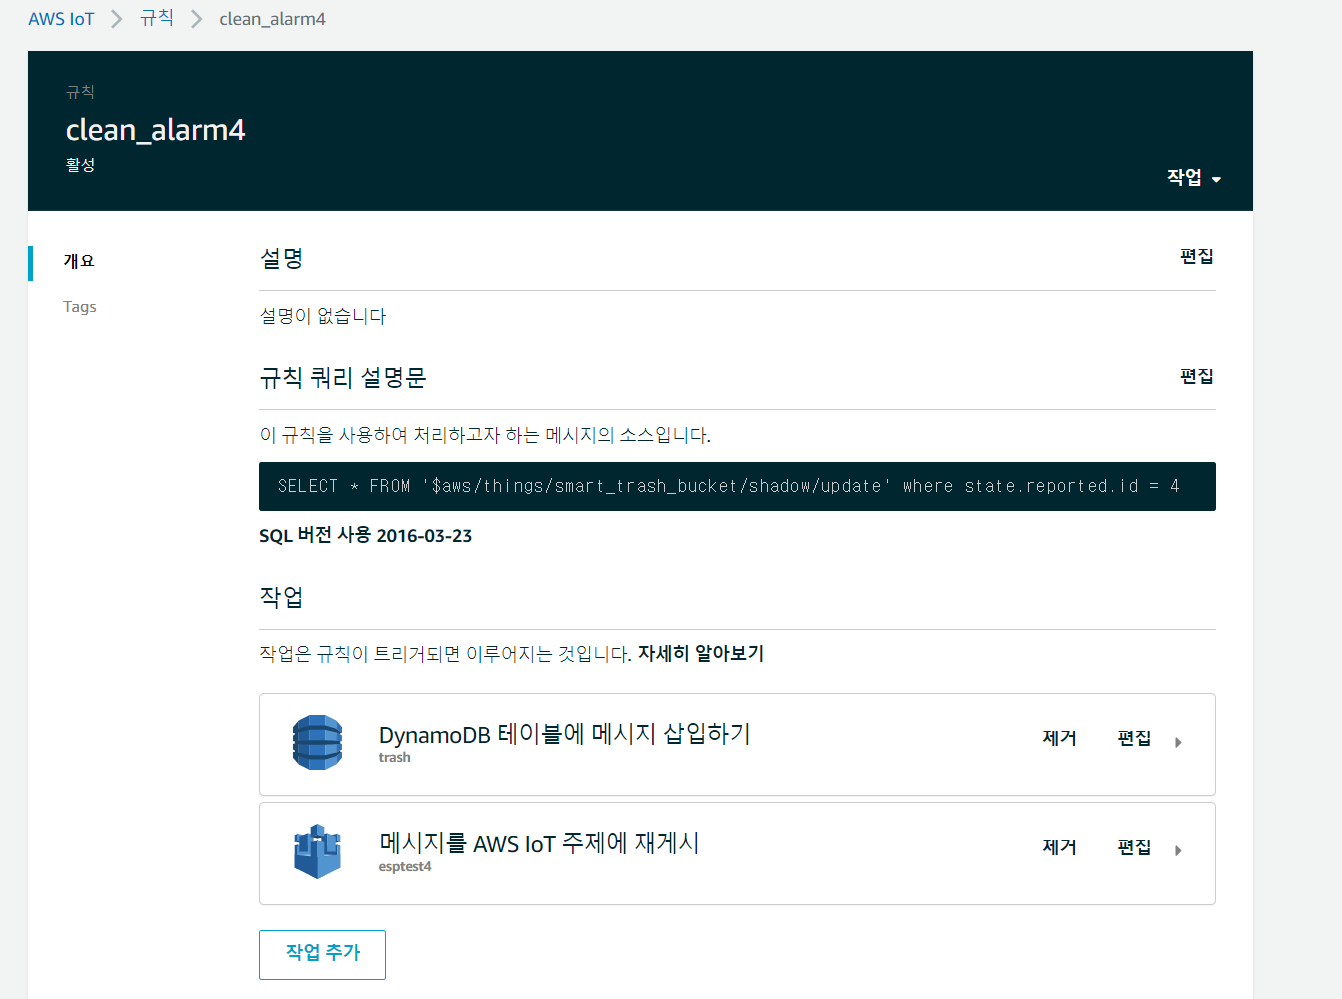 AWS IoT > 규칙 > clean_alarm4
규칙
clean_alarm4
활성
작업
개요
Tags
설명
편집
설명이 없습니다
규칙 쿼리 설명문
편집
이 규칙을 사용하여 처리하고자 하는 메시지의 소스입니다.
SELECT * FROM '$aws/things/smart_trash_bucket/shadow/update' where state.reported.id = 4
SQL 버전 사용 2016-03-23
작업
작업은 규칙이 트리거되면 이루어지는 것입니다. 자세히 알아보기
DynamoDB 테이블에 메시지 삽입하기
trash
제거 편집
메시지를 AWS IoT 주제에 재게시
esptest4
제거 편집
작업 추가